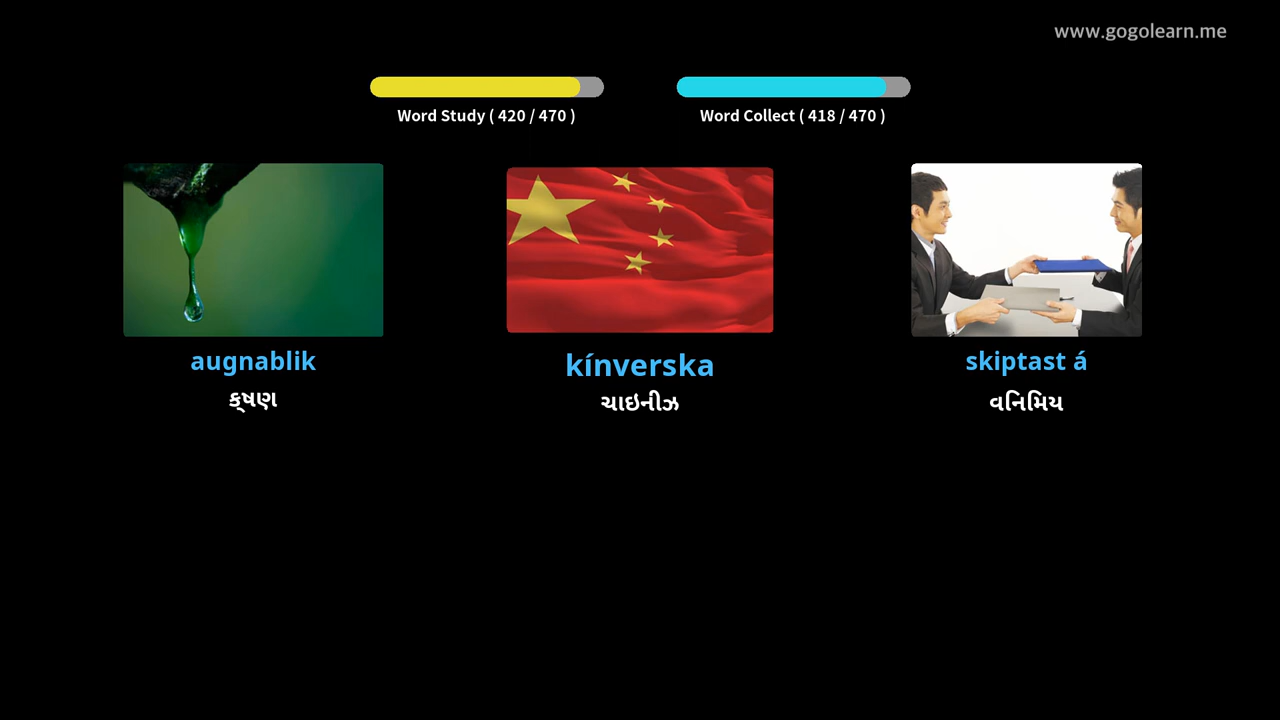 www.gogolearn.me
Word Study ( 420 / 470 )
Word Collect ( 418 / 470 )
augnablik
kínverska
skiptast á
ક્ષણ
ચાઇનીઝ
વનિમિય